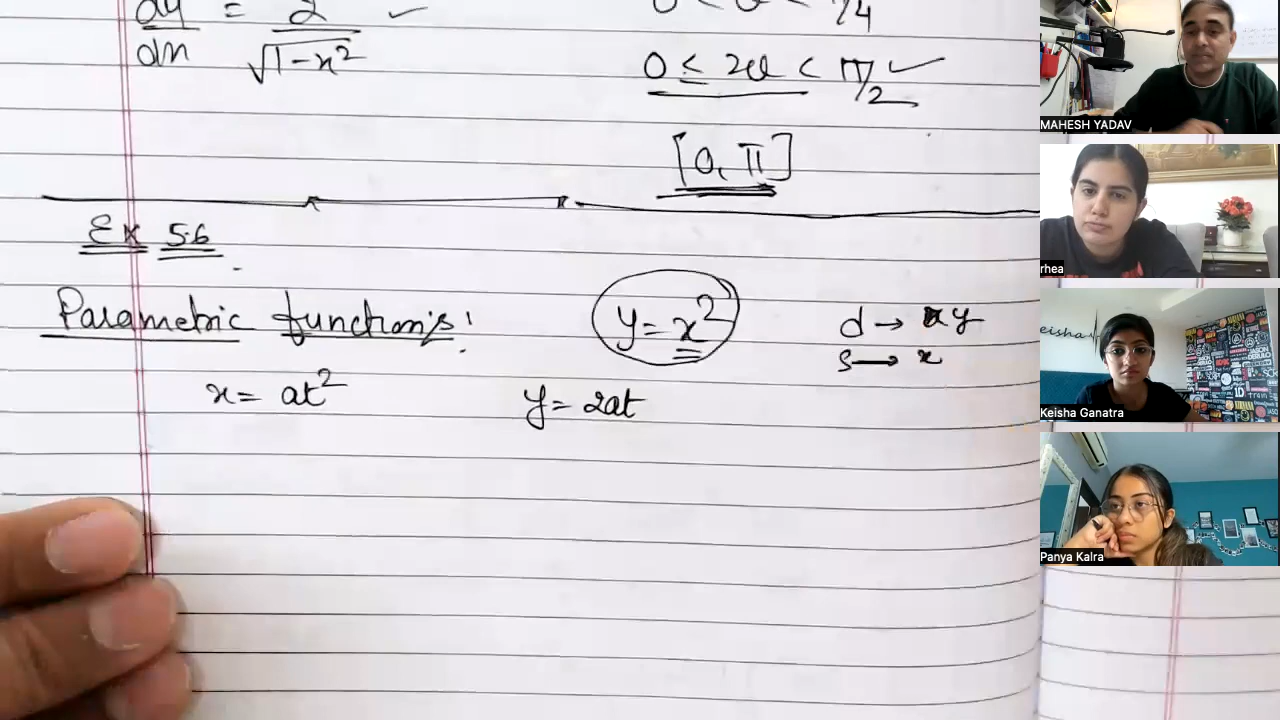 dy/dx = 2/√1-x² ✓
0 ≤ 2θ < π/2 ✓
[0, π]
Ex 5.6
Parametric functions:
y = x²
d → y
s → x
x = at²
y = 2at
MAHESH YADAV
rhea
eisha
Keisha Ganatra
Panya Kalra